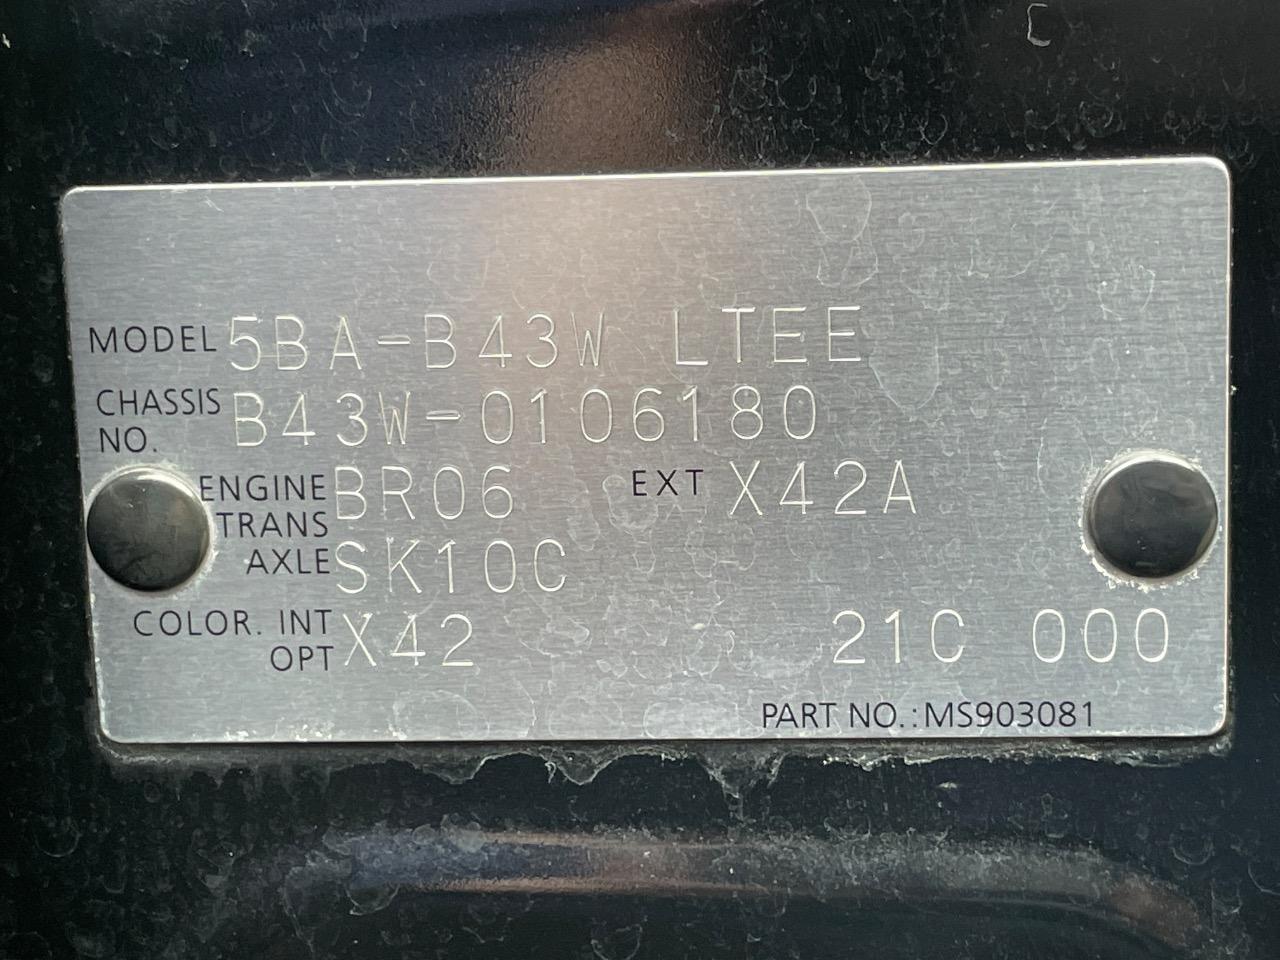 MODEL 5BA-B43W LTEE
CHASSIS NO. B43W-0106180
ENGINE BR06 EXT X42A
TRANS AXLE SK10C
COLOR. INT OPT X42 21C 000
PART NO.:MS903081